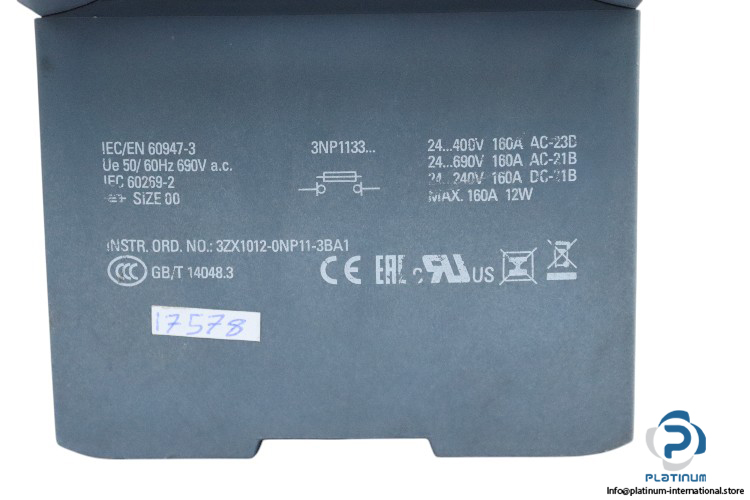 IEC/EN 60947-3
Ue 50/ 60Hz 690V a.c.
IEC 60269-2
SIZE 00
3NP1133...
24...400V 160A AC-23B
24...690V 160A AC-21B
24...240V 160A DC-21B
MAX. 160A 12W
INSTR. ORD. NO.: 3ZX1012-0NP11-3BA1
CCC GB/T 14048.3
CE EAC c RU US
17578
PLATINUM
Info@platinum-international.store